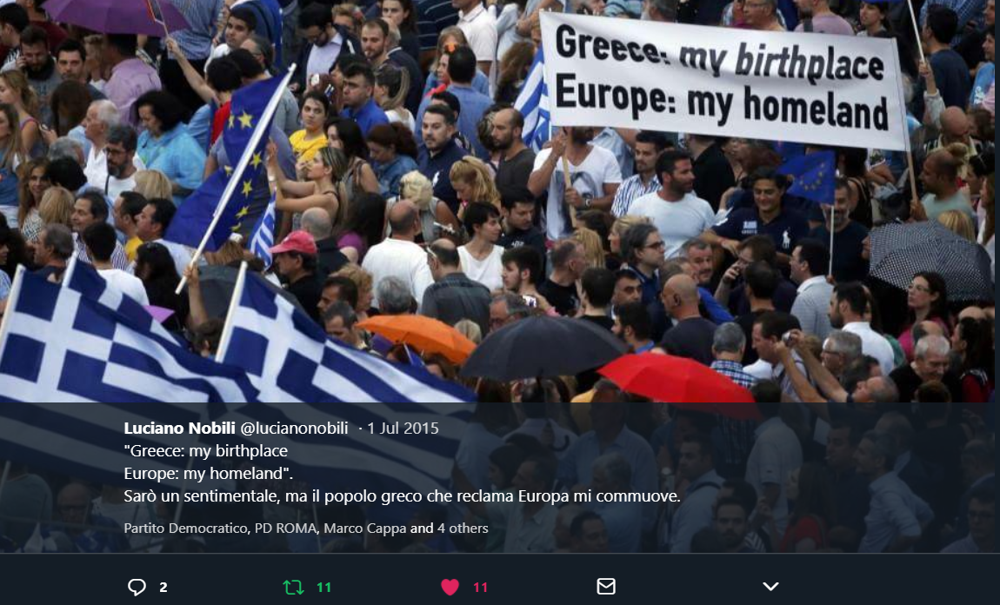 Greece: my birthplace
Europe: my homeland
Luciano Nobili @lucianonobili · 1 Jul 2015
"Greece: my birthplace
Europe: my homeland".
Sarò un sentimentale, ma il popolo greco che reclama Europa mi commuove.
Partito Democratico, PD ROMA, Marco Cappa and 4 others
2
11
11